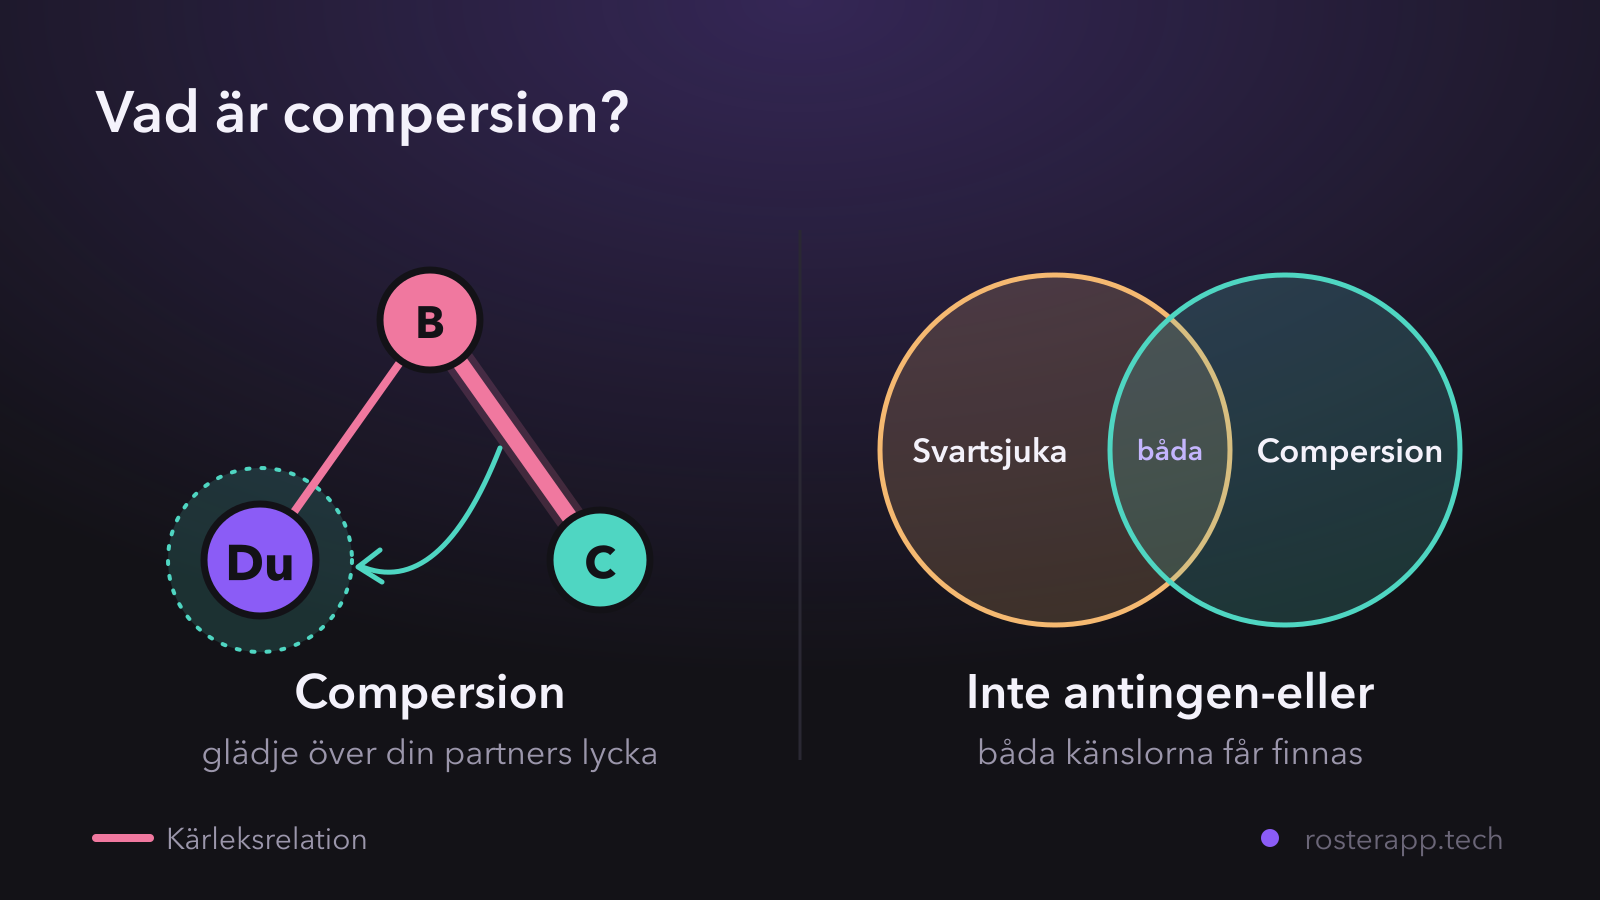 Vad är compersion?
B
Du
C
Compersion
glädje över din partners lycka
Svartsjuka
båda
Compersion
Inte antingen-eller
båda känslorna får finnas
Kärleksrelation
rosterapp.tech